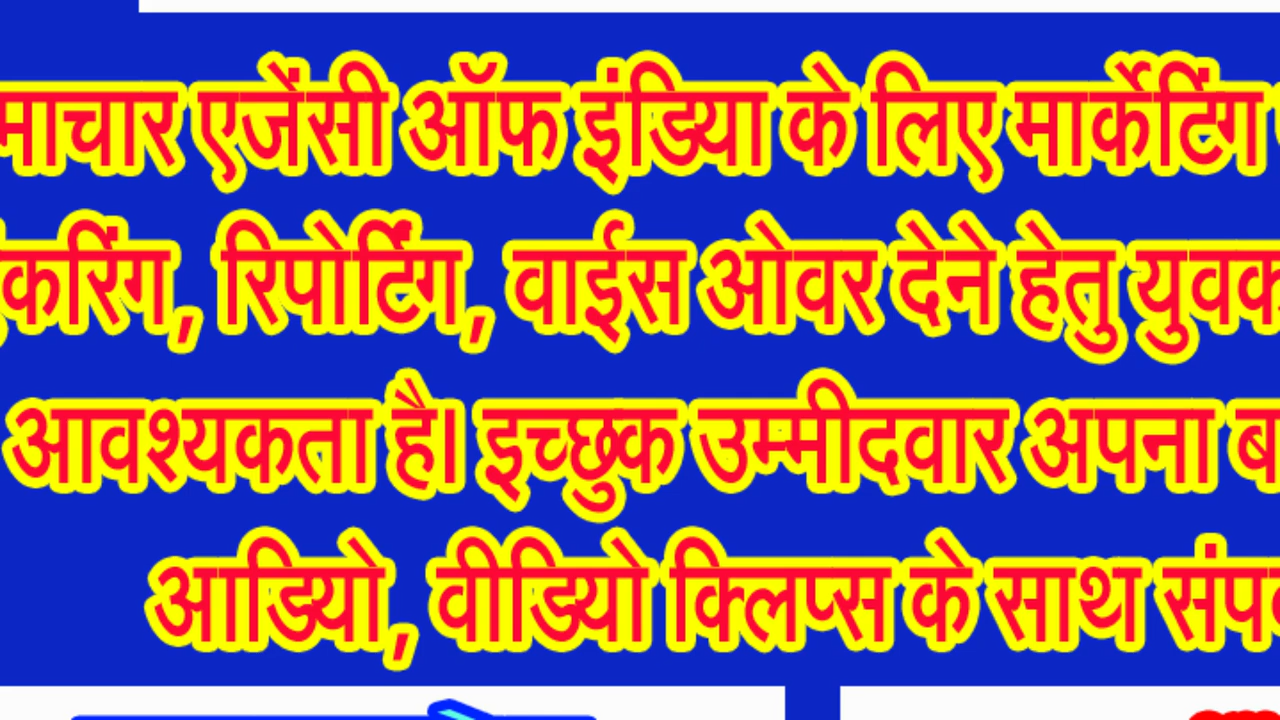 माचार एजेंसी ऑफ इंडिया के लिए मार्केटिंग
करिंग, रिपोर्टिंग, वाईस ओवर देने हेतु युवक
आवश्यकता है। इच्छुक उम्मीदवार अपना ब
आडियो, वीडियो क्लिप्स के साथ संप